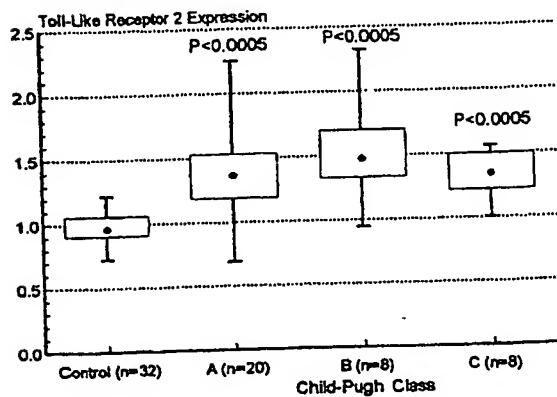 Toll-Like Receptor 2 Expression
2.5
P<0.0005
P<0.0005
2.0
P<0.0005
1.5
1.0
0.5
0.0
Control (n=32)
A (n=20)
B (n=8)
C (n=8)
Child-Pugh Class